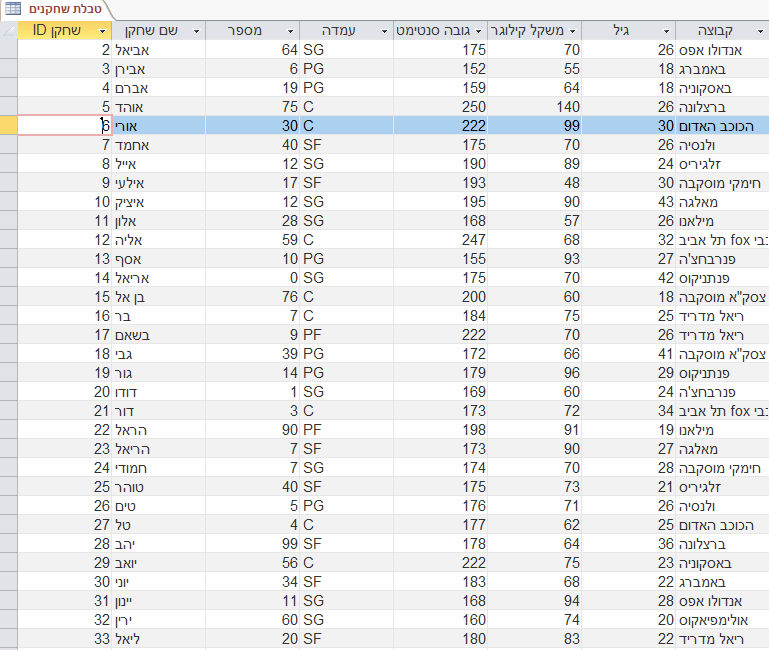 טבלת שחקנים
שחקן ID שם שחקן מספר עמדה גובה סנטימט משקל קילוגר גיל קבוצה
2 אביאל 64 SG 175 70 26 אנדולו אפס
3 אבירן 6 PG 152 55 18 באמברג
4 אברם 19 PG 159 64 18 באסקוניה
5 אוהד 75 C 250 140 26 ברצלונה
6 אורי 30 C 222 99 30 הכוכב האדום
7 אחמד 40 SF 175 70 26 ולנסיה
8 אייל 12 SG 190 89 24 זלגיריס
9 אילעי 17 SF 193 48 30 חימקי מוסקבה
10 איציק 12 SG 195 90 43 מאלגה
11 אלון 28 SG 168 57 26 מילאנו
12 אליה 59 C 247 68 32 fox תל אביב
13 אסף 10 PG 155 93 27 פנרבחצ'ה
14 אריאל 0 SG 175 70 42 פנתניקוס
15 בן אל 76 C 200 60 18 צסק"א מוסקבה
16 בר 7 C 184 75 25 ריאל מדריד
17 בשאם 9 PF 222 70 26 ריאל מדריד
18 גבי 39 PG 172 66 41 צסק"א מוסקבה
19 גור 14 PG 179 96 29 פנתניקוס
20 דודו 1 SG 169 60 24 פנרבחצ'ה
21 דור 3 C 173 72 34 fox תל אביב
22 הראל 90 PF 198 91 19 מילאנו
23 הריאל 7 SF 173 90 27 מאלגה
24 חמודי 7 SG 174 70 28 חימקי מוסקבה
25 טוהר 40 SF 175 73 21 זלגיריס
26 טים 5 PG 176 71 26 ולנסיה
27 טל 4 C 177 62 25 הכוכב האדום
28 יהב 99 SF 178 64 36 ברצלונה
29 יואב 56 C 222 75 23 באסקוניה
30 יוני 34 SF 183 68 22 באמברג
31 יינון 11 SG 168 94 28 אנדולו אפס
32 ירין 60 SG 160 74 20 אולימפיאקוס
33 ליאל 20 SF 180 83 22 ריאל מדריד